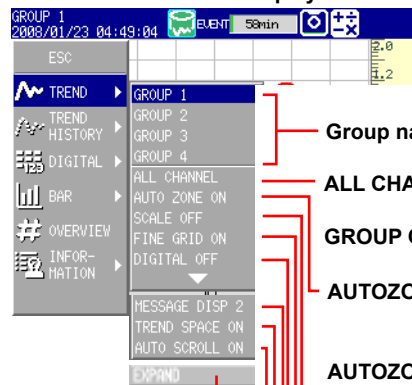 GROUP 1
2008/01/23 04:49:04 EVENT 58min
2.0
1.2
ESC
TREND
TREND
HISTORY
DIGITAL
BAR
OVERVIEW
INFOR-
MATION
GROUP 1
GROUP 2
GROUP 3
GROUP 4
ALL CHANNEL
AUTO ZONE ON
SCALE OFF
FINE GRID ON
DIGITAL OFF
MESSAGE DISP 2
TREND SPACE ON
AUTO SCROLL ON
EXPAND
Group na
ALL CHA
GROUP
AUTOZO
AUTOZO